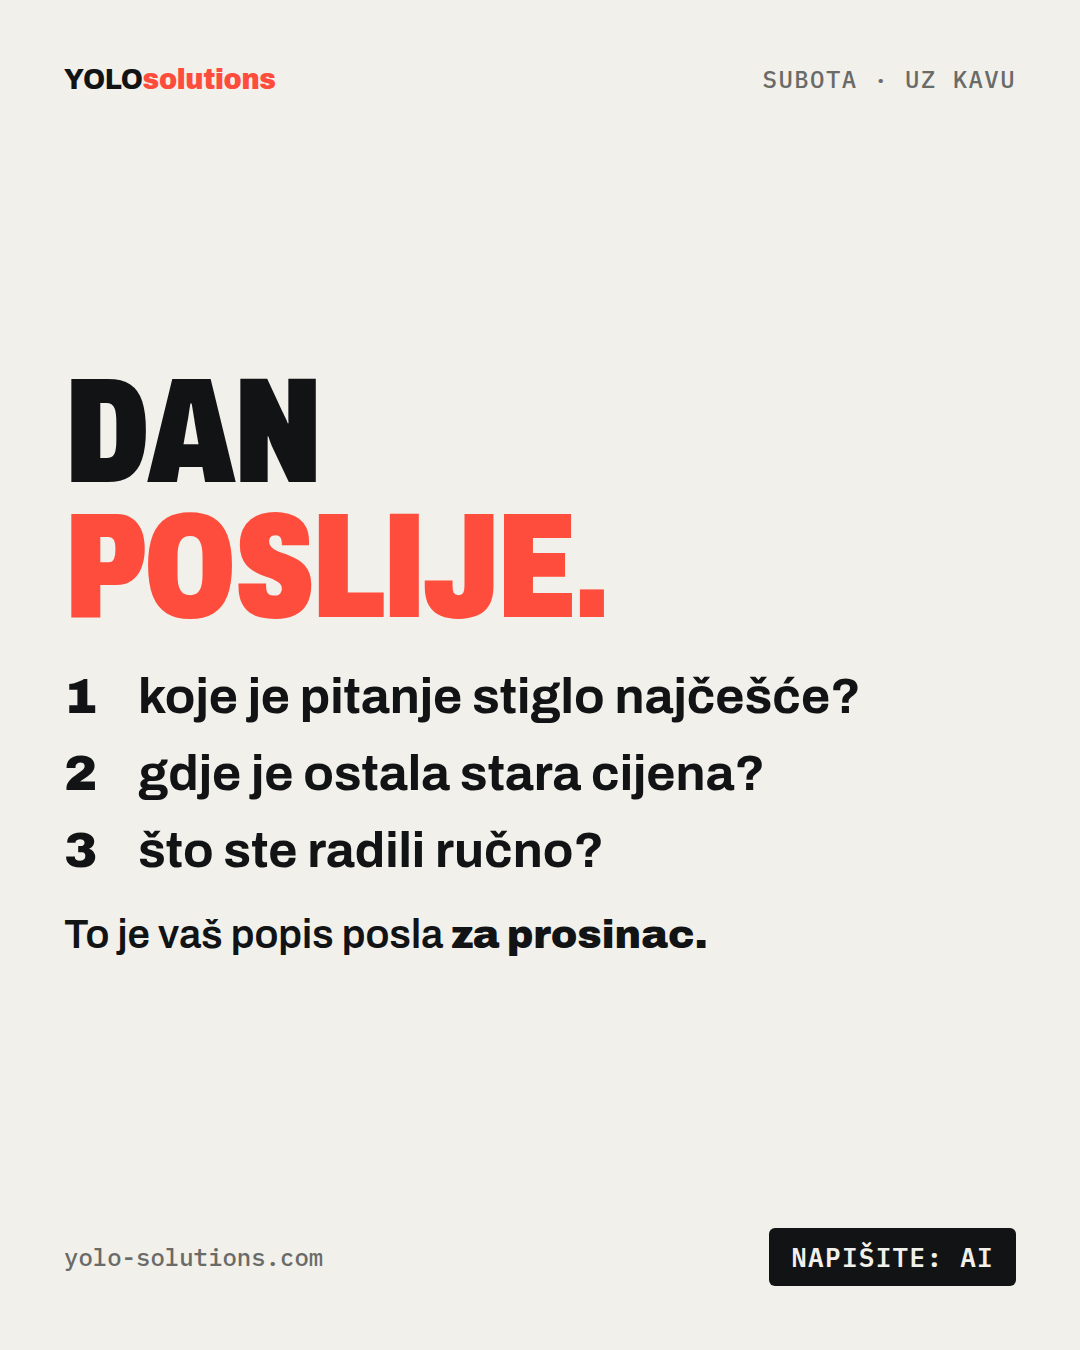 YOLOsolutions
SUBOTA · UZ KAVU
DAN
POSLIJE.
1 koje je pitanje stiglo najčešće?
2 gdje je ostala stara cijena?
3 što ste radili ručno?
To je vaš popis posla za prosinac.
yolo-solutions.com
NAPIŠITE: AI